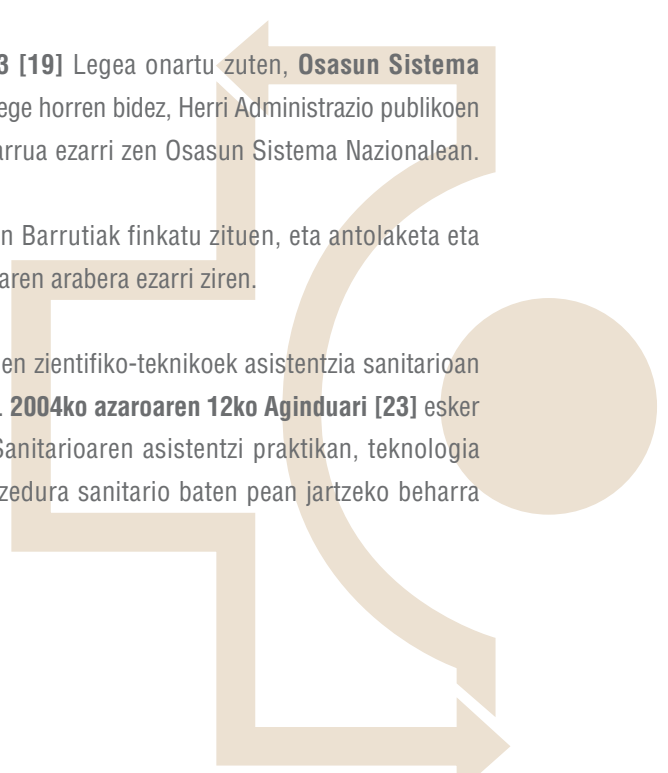 3 [19] Legea onartu zuten, Osasun Sistema
ege horren bidez, Herri Administrazio publikoen
arrua ezarri zen Osasun Sistema Nazionalean.
n Barrutiak finkatu zituen, eta antolaketa eta
aren arabera ezarri ziren.
en zientifiko-teknikoek asistentzia sanitarioan
. 2004ko azaroaren 12ko Aginduari [23] esker
Sanitarioaren asistentzi praktikan, teknologia
zedura sanitario baten pean jartzeko beharra